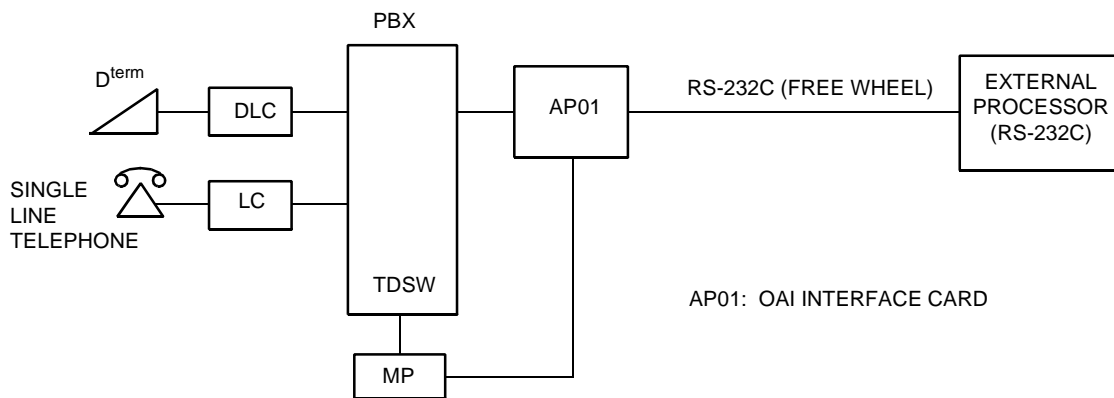 PBX
D^term
DLC
AP01
RS-232C (FREE WHEEL)
EXTERNAL
PROCESSOR
(RS-232C)
SINGLE
LINE
TELEPHONE
LC
TDSW
AP01: OAI INTERFACE CARD
MP